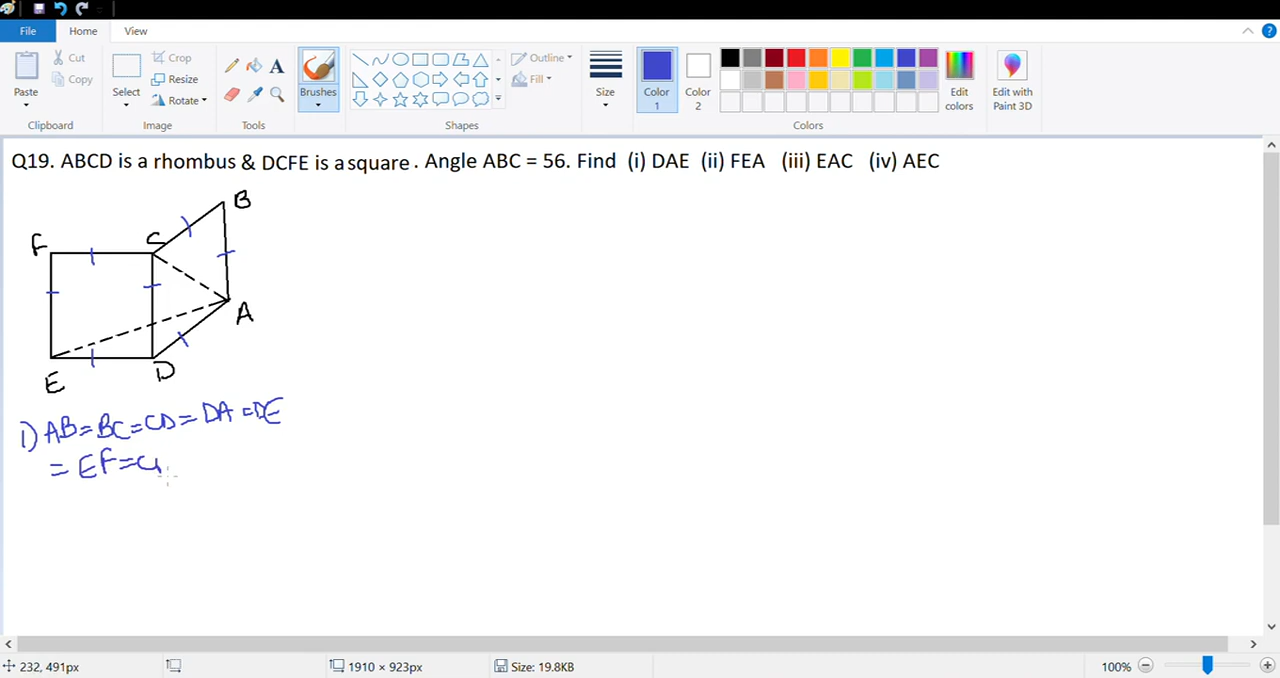 File Home View
Paste
Cut
Copy
Clipboard
Select
Crop
Resize
Rotate
Image
A
Tools
Brushes
Outline
Fill
Shapes
Size
Color 1
Color 2
Edit colors
Colors
Edit with Paint 3D
Q19. ABCD is a rhombus & DCFE is a square . Angle ABC = 56. Find (i) DAE (ii) FEA (iii) EAC (iv) AEC
B
F
C
A
E
D
1) AB = BC = CD = DA = DE
= EF = C
232, 491px
1910 × 923px
Size: 19.8KB
100%